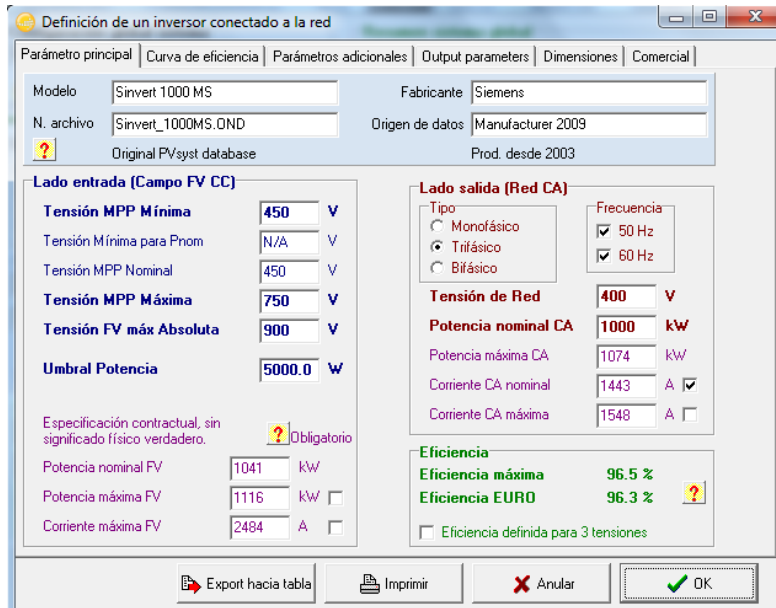 Definición de un inversor conectado a la red
Parámetro principal Curva de eficiencia Parámetros adicionales Output parameters Dimensiones Comercial
Modelo Sinvert 1000 MS Fabricante Siemens
N. archivo Sinvert_1000MS.OND Origen de datos Manufacturer 2009
? Original PVsyst database Prod. desde 2003
Lado entrada (Campo FV CC)
Tensión MPP Mínima 450 V
Tensión Mínima para Pnom N/A V
Tensión MPP Nominal 450 V
Tensión MPP Máxima 750 V
Tensión FV máx Absoluta 900 V
Umbral Potencia 5000.0 W
Especificación contractual, sin
significado físico verdadero. ? Obligatorio
Potencia nominal FV 1041 kW
Potencia máxima FV 1116 kW
Corriente máxima FV 2484 A
Lado salida (Red CA)
Tipo
Monofásico
Trifásico
Bifásico
Frecuencia
50 Hz
60 Hz
Tensión de Red 400 V
Potencia nominal CA 1000 kW
Potencia máxima CA 1074 kW
Corriente CA nominal 1443 A
Corriente CA máxima 1548 A
Eficiencia
Eficiencia máxima 96.5 %
Eficiencia EURO 96.3 % ?
Eficiencia definida para 3 tensiones
Export hacia tabla Imprimir Anular OK